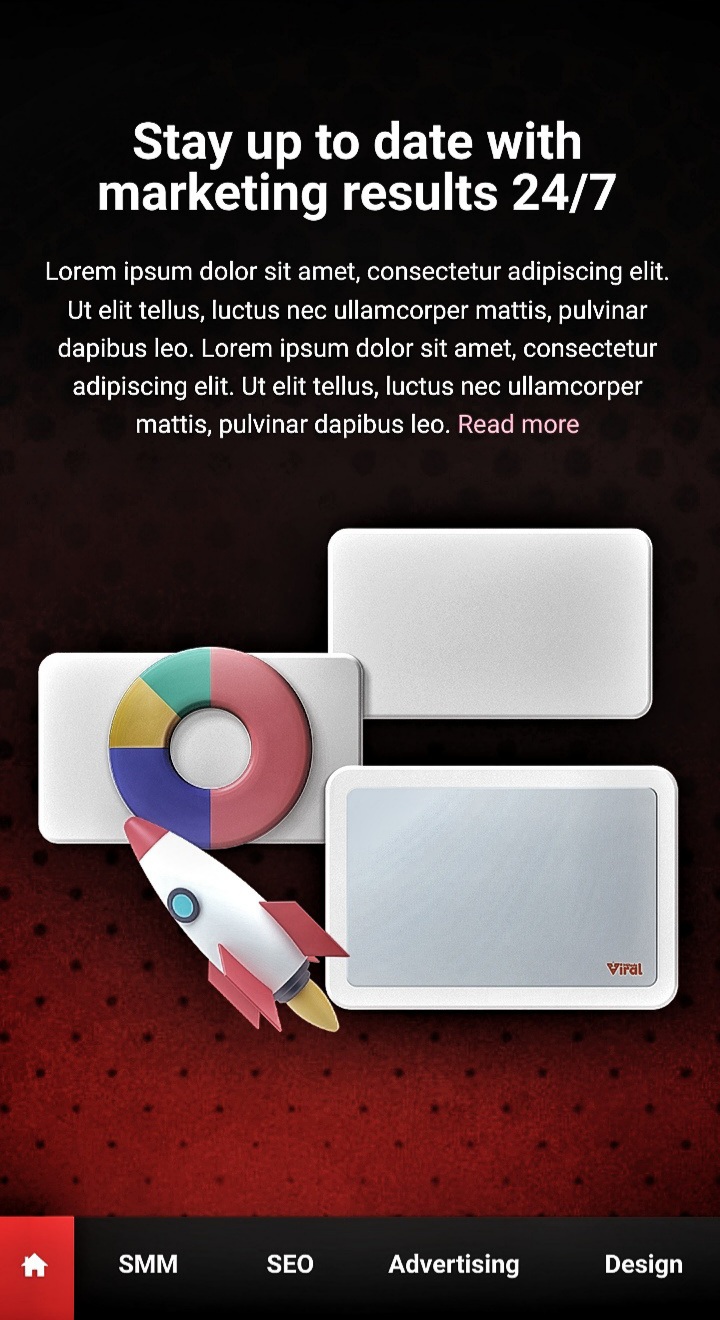 Stay up to date with
marketing results 24/7
Lorem ipsum dolor sit amet, consectetur adipiscing elit.
Ut elit tellus, luctus nec ullamcorper mattis, pulvinar
dapibus leo. Lorem ipsum dolor sit amet, consectetur
adipiscing elit. Ut elit tellus, luctus nec ullamcorper
mattis, pulvinar dapibus leo. Read more
Viral
SMM SEO Advertising Design